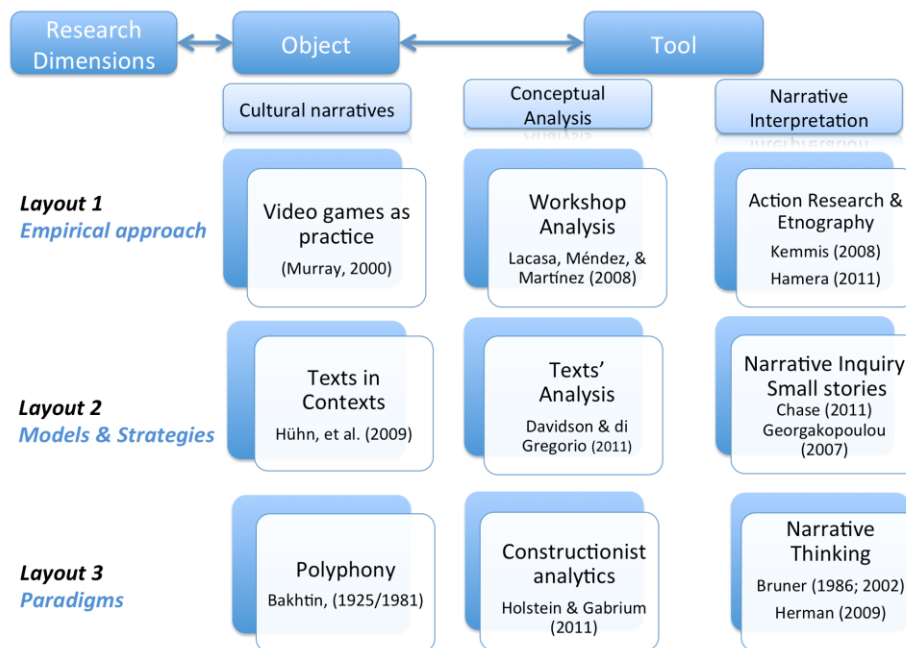 Research
Dimensions
Object
Tool
Cultural narratives
Conceptual
Analysis
Narrative
Interpretation
Layout 1
Empirical approach
Video games as
practice
(Murray, 2000)
Workshop
Analysis
Lacasa, Méndez, &
Martínez (2008)
Action Research &
Etnography
Kemmis (2008)
Hamera (2011)
Layout 2
Models & Strategies
Texts in
Contexts
Hühn, et al. (2009)
Texts’
Analysis
Davidson & di
Gregorio (2011)
Narrative Inquiry
Small stories
Chase (2011)
Georgakopoulou
(2007)
Layout 3
Paradigms
Polyphony
Bakhtin, (1925/1981)
Constructionist
analytics
Holstein & Gabrium
(2011)
Narrative
Thinking
Bruner (1986; 2002)
Herman (2009)